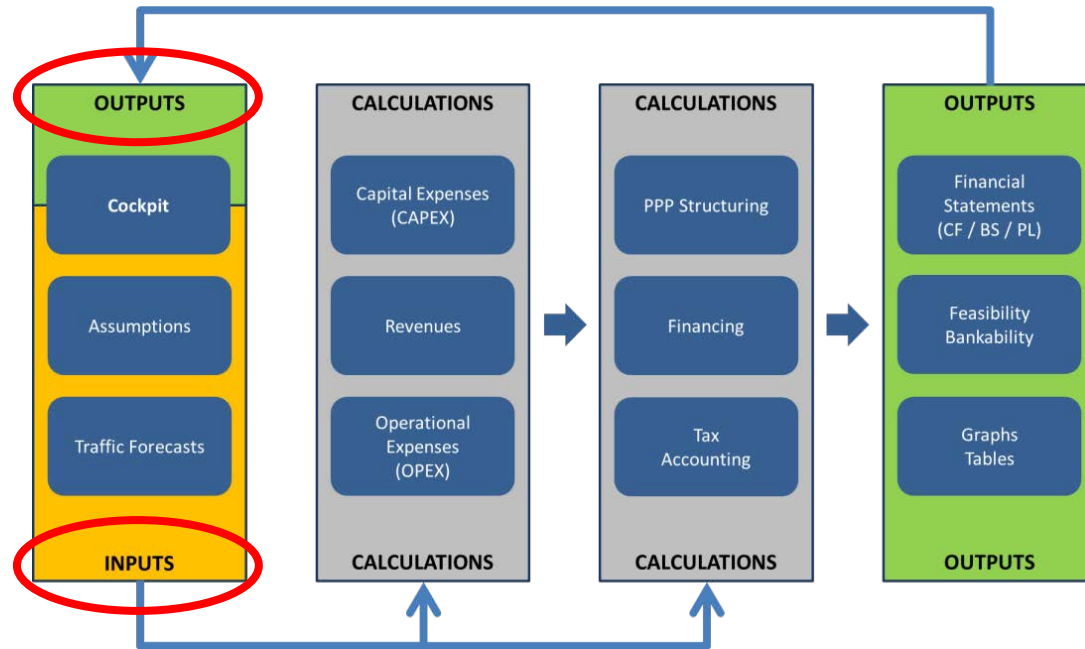 OUTPUTS
Cockpit
Assumptions
Traffic Forecasts
INPUTS
CALCULATIONS
Capital Expenses
(CAPEX)
Revenues
Operational
Expenses
(OPEX)
CALCULATIONS
CALCULATIONS
PPP Structuring
Financing
Tax
Accounting
CALCULATIONS
OUTPUTS
Financial
Statements
(CF / BS / PL)
Feasibility
Bankability
Graphs
Tables
OUTPUTS